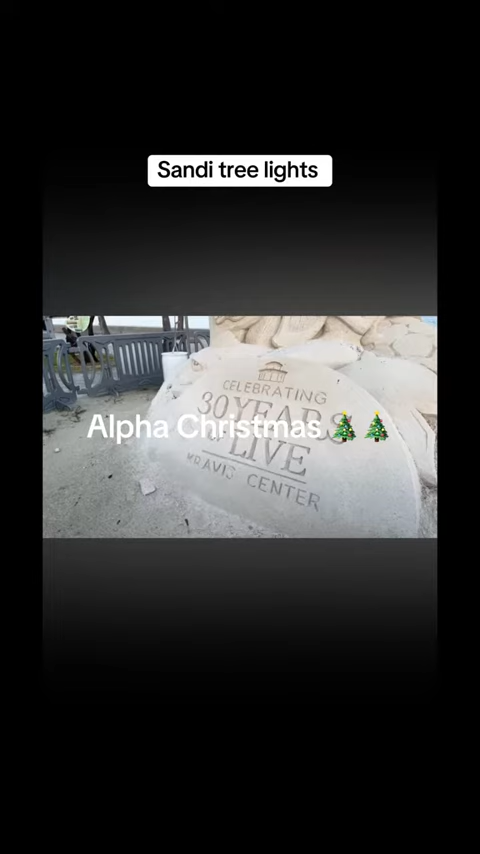 Sandi tree lights
CELEBRATING
30 YEARS
Alpha Christmas 🎄🎄
LIVE
KRAVIS CENTER